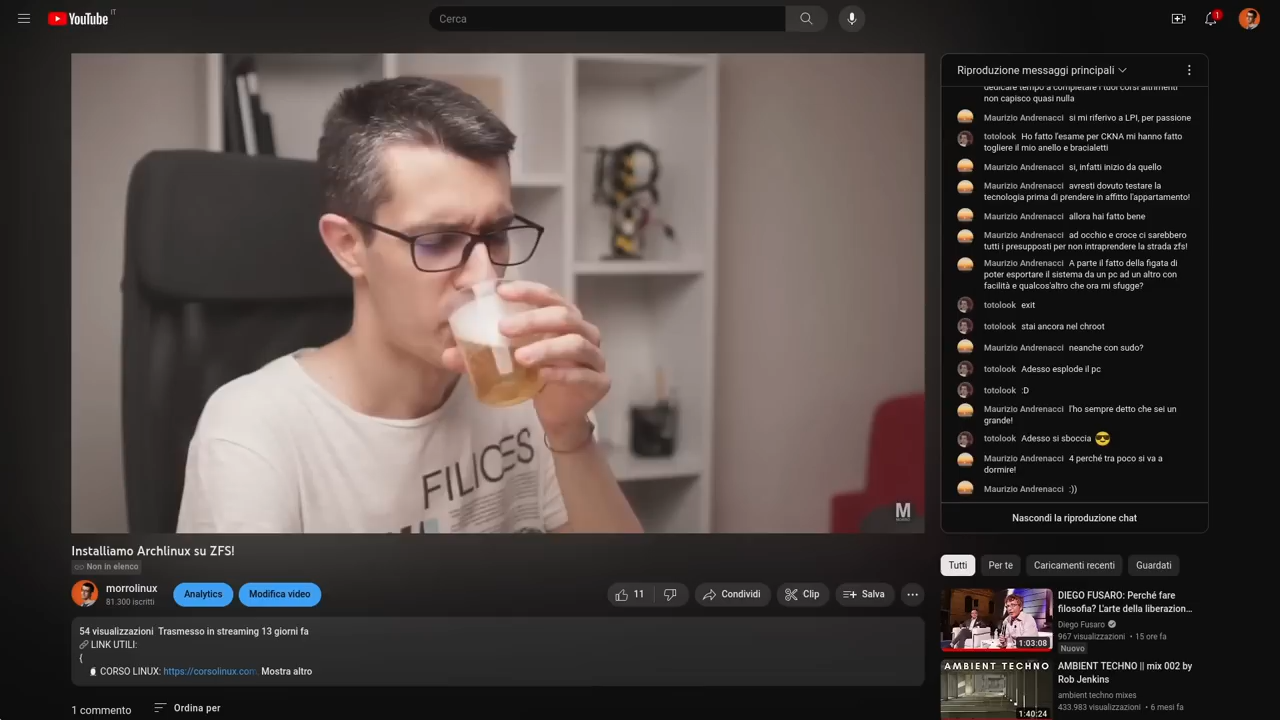 YouTube IT
Cerca
1
Riproduzione messaggi principali
dedicare tempo a completare i tuoi corsi altrimenti
non capisco quasi nulla
Maurizio Andrenacci si mi riferivo a LPI, per passione
totolook Ho fatto l'esame per CKNA mi hanno fatto
togliere il mio anello e bracialetti
Maurizio Andrenacci si, infatti inizio da quello
Maurizio Andrenacci avresti dovuto testare la
tecnologia prima di prendere in affitto l'appartamento!
Maurizio Andrenacci allora hai fatto bene
Maurizio Andrenacci ad occhio e croce ci sarebbero
tutti i presupposti per non intraprendere la strada zfs!
Maurizio Andrenacci A parte il fatto della figata di
poter esportare il sistema da un pc ad un altro con
facilità e qualcos'altro che ora mi sfugge?
totolook exit
totolook stai ancora nel chroot
Maurizio Andrenacci neanche con sudo?
totolook Adesso esplode il pc
totolook :D
Maurizio Andrenacci l'ho sempre detto che sei un
grande!
totolook Adesso si sboccia 😎
Maurizio Andrenacci 4 perché tra poco si va a
dormire!
Maurizio Andrenacci :))
Nascondi la riproduzione chat
FILICES
M
Installiamo Archlinux su ZFS!
Non in elenco
morrolinux
81.300 iscritti
Analytics
Modifica video
11
Condividi
Clip
Salva
54 visualizzazioni Trasmesso in streaming 13 giorni fa
🔗 LINK UTILI:
{
CORSO LINUX: https://corsolinux.com Mostra altro
1 commento
Ordina per
Tutti
Per te
Caricamenti recenti
Guardati
DIEGO FUSARO: Perché fare
filosofia? L'arte della liberazion...
Diego Fusaro
967 visualizzazioni • 15 ore fa
Nuovo
1:03:08
AMBIENT TECHNO
1:40:24
AMBIENT TECHNO || mix 002 by
Rob Jenkins
ambient techno mixes
433.983 visualizzazioni • 6 mesi fa